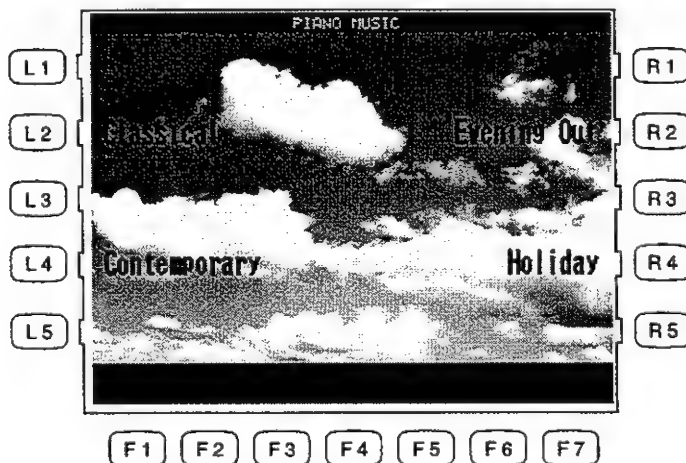 PIANO MUSIC
L1 R1
L2 Classical Evening Out R2
L3 R3
L4 Contemporary Holiday R4
L5 R5
F1 F2 F3 F4 F5 F6 F7